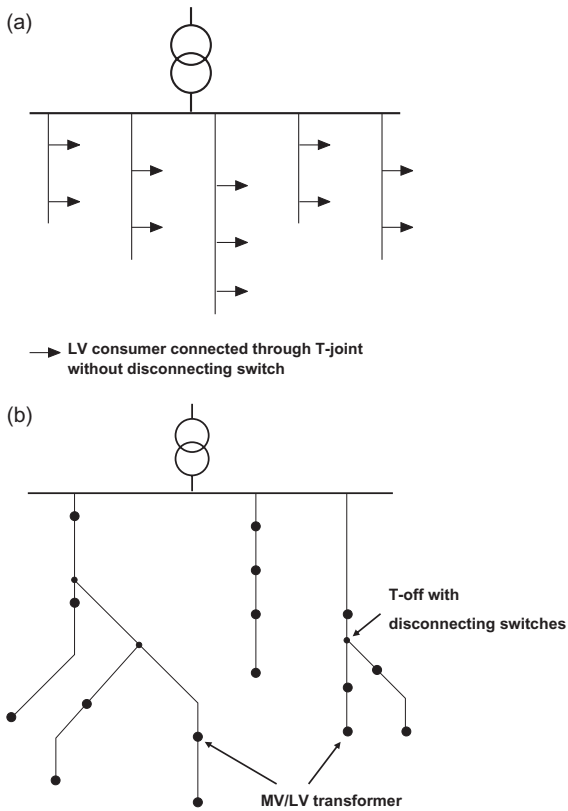 (a)
LV consumer connected through T-joint
without disconnecting switch
(b)
T-off with
disconnecting switches
MV/LV transformer